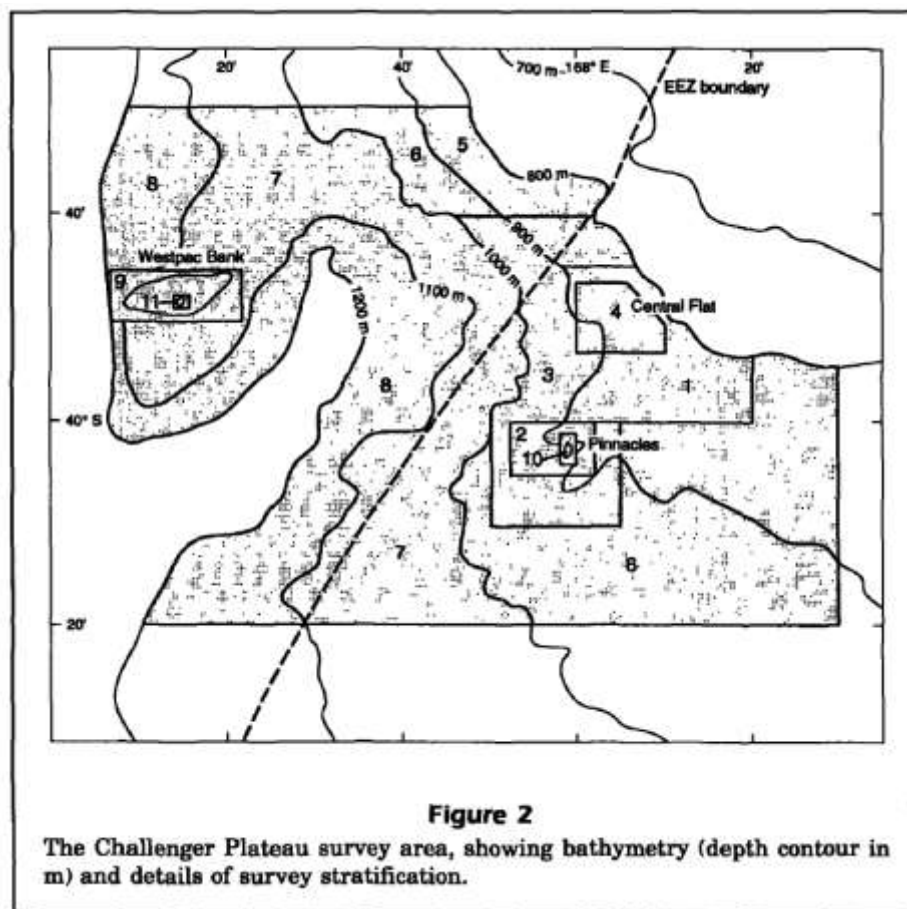 20'
40'
700 m
168° E
20'
EEZ boundary
6
5
8
7
800 m
40'
900 m
1000 m
Westpac Bank
9
11
1200 m
1100 m
4
Central Flat
3
1
8
40° S
2
Pinnacles
10
7
6
20'
Figure 2
The Challenger Plateau survey area, showing bathymetry (depth contour in
m) and details of survey stratification.